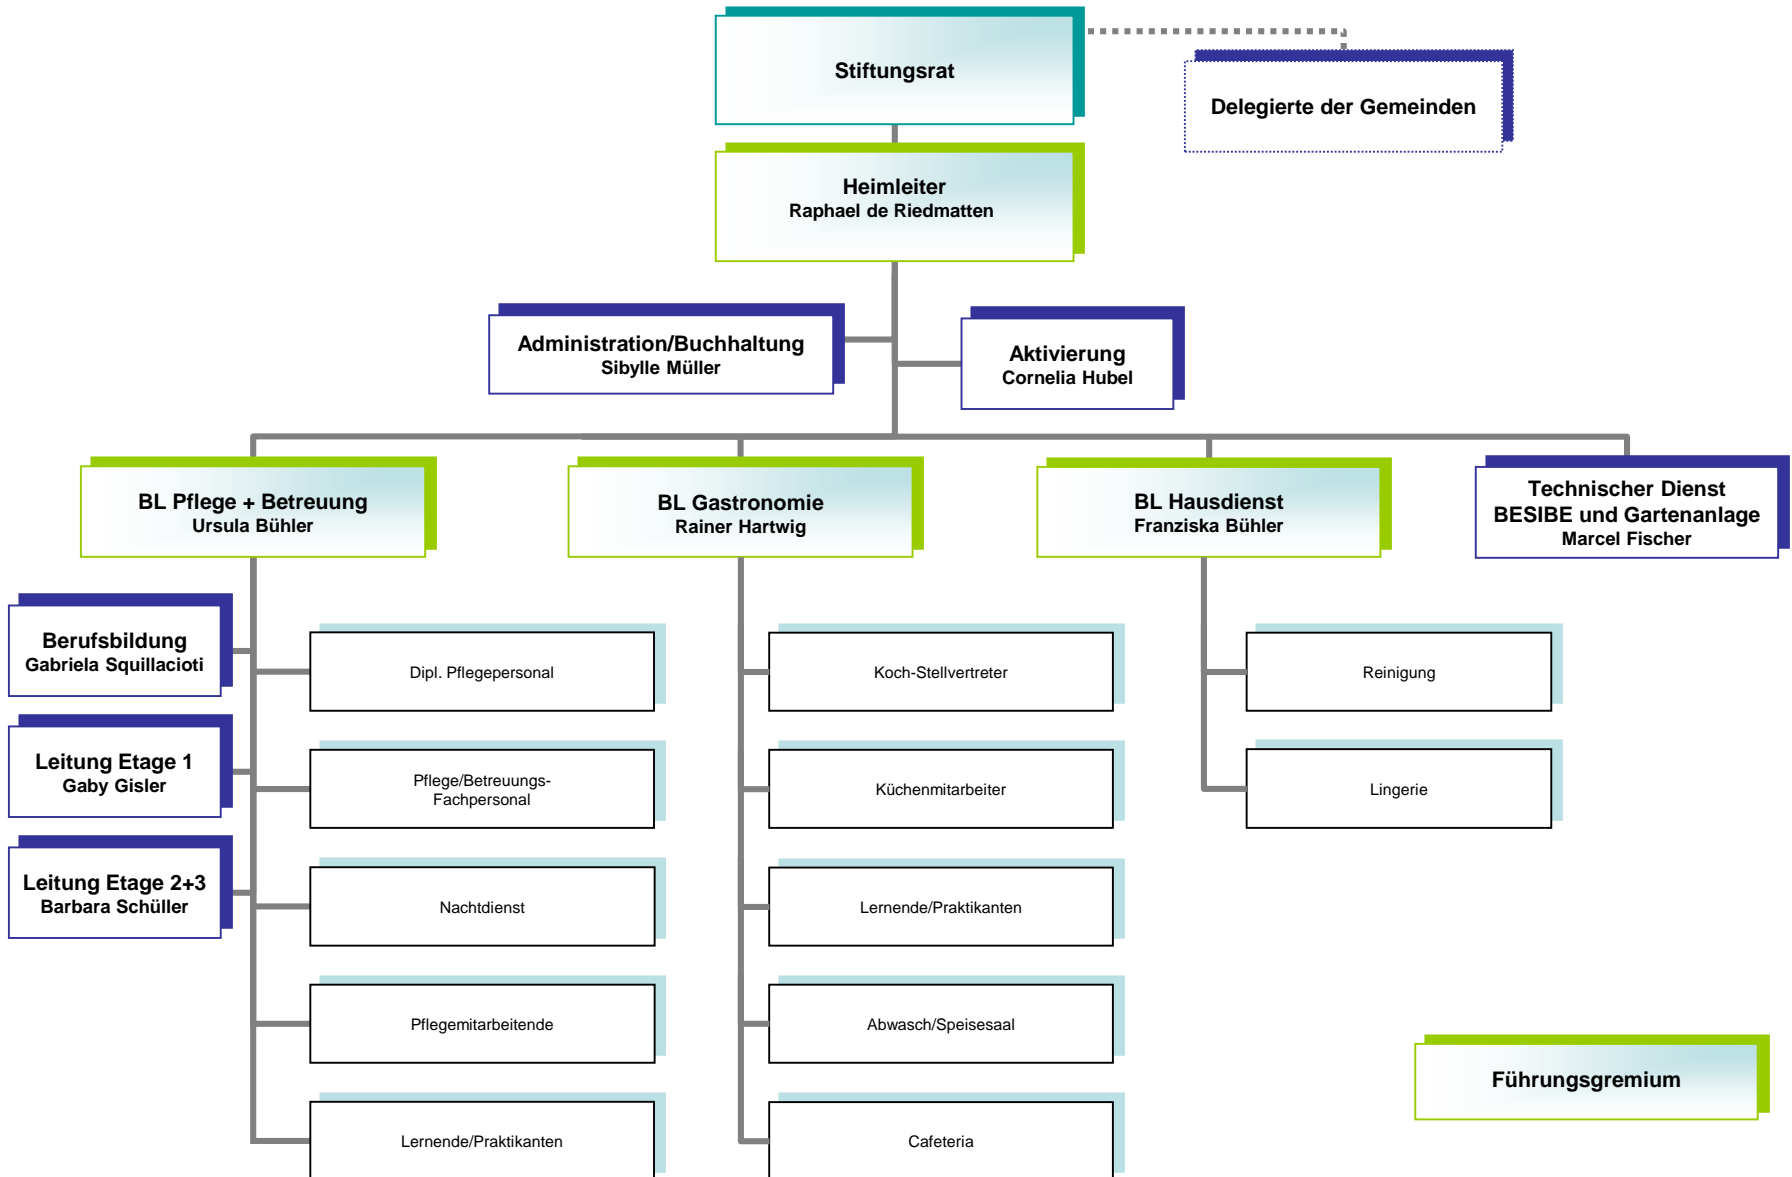 Stiftungsrat
Delegierte der Gemeinden
Heimleiter
Raphael de Riedmatten
Administration/Buchhaltung
Sibylle Müller
Aktivierung
Cornelia Hubel
BL Pflege + Betreuung
Ursula Bühler
BL Gastronomie
Rainer Hartwig
BL Hausdienst
Franziska Bühler
Technischer Dienst
BESIBE und Gartenanlage
Marcel Fischer
Berufsbildung
Gabriela Squillacioti
Leitung Etage 1
Gaby Gisler
Leitung Etage 2+3
Barbara Schüller
Dipl. Pflegepersonal
Pflege/Betreuungs-
Fachpersonal
Nachtdienst
Pflegemitarbeitende
Lernende/Praktikanten
Koch-Stellvertreter
Küchenmitarbeiter
Lernende/Praktikanten
Abwasch/Speisesaal
Cafeteria
Reinigung
Lingerie
Führungsgremium